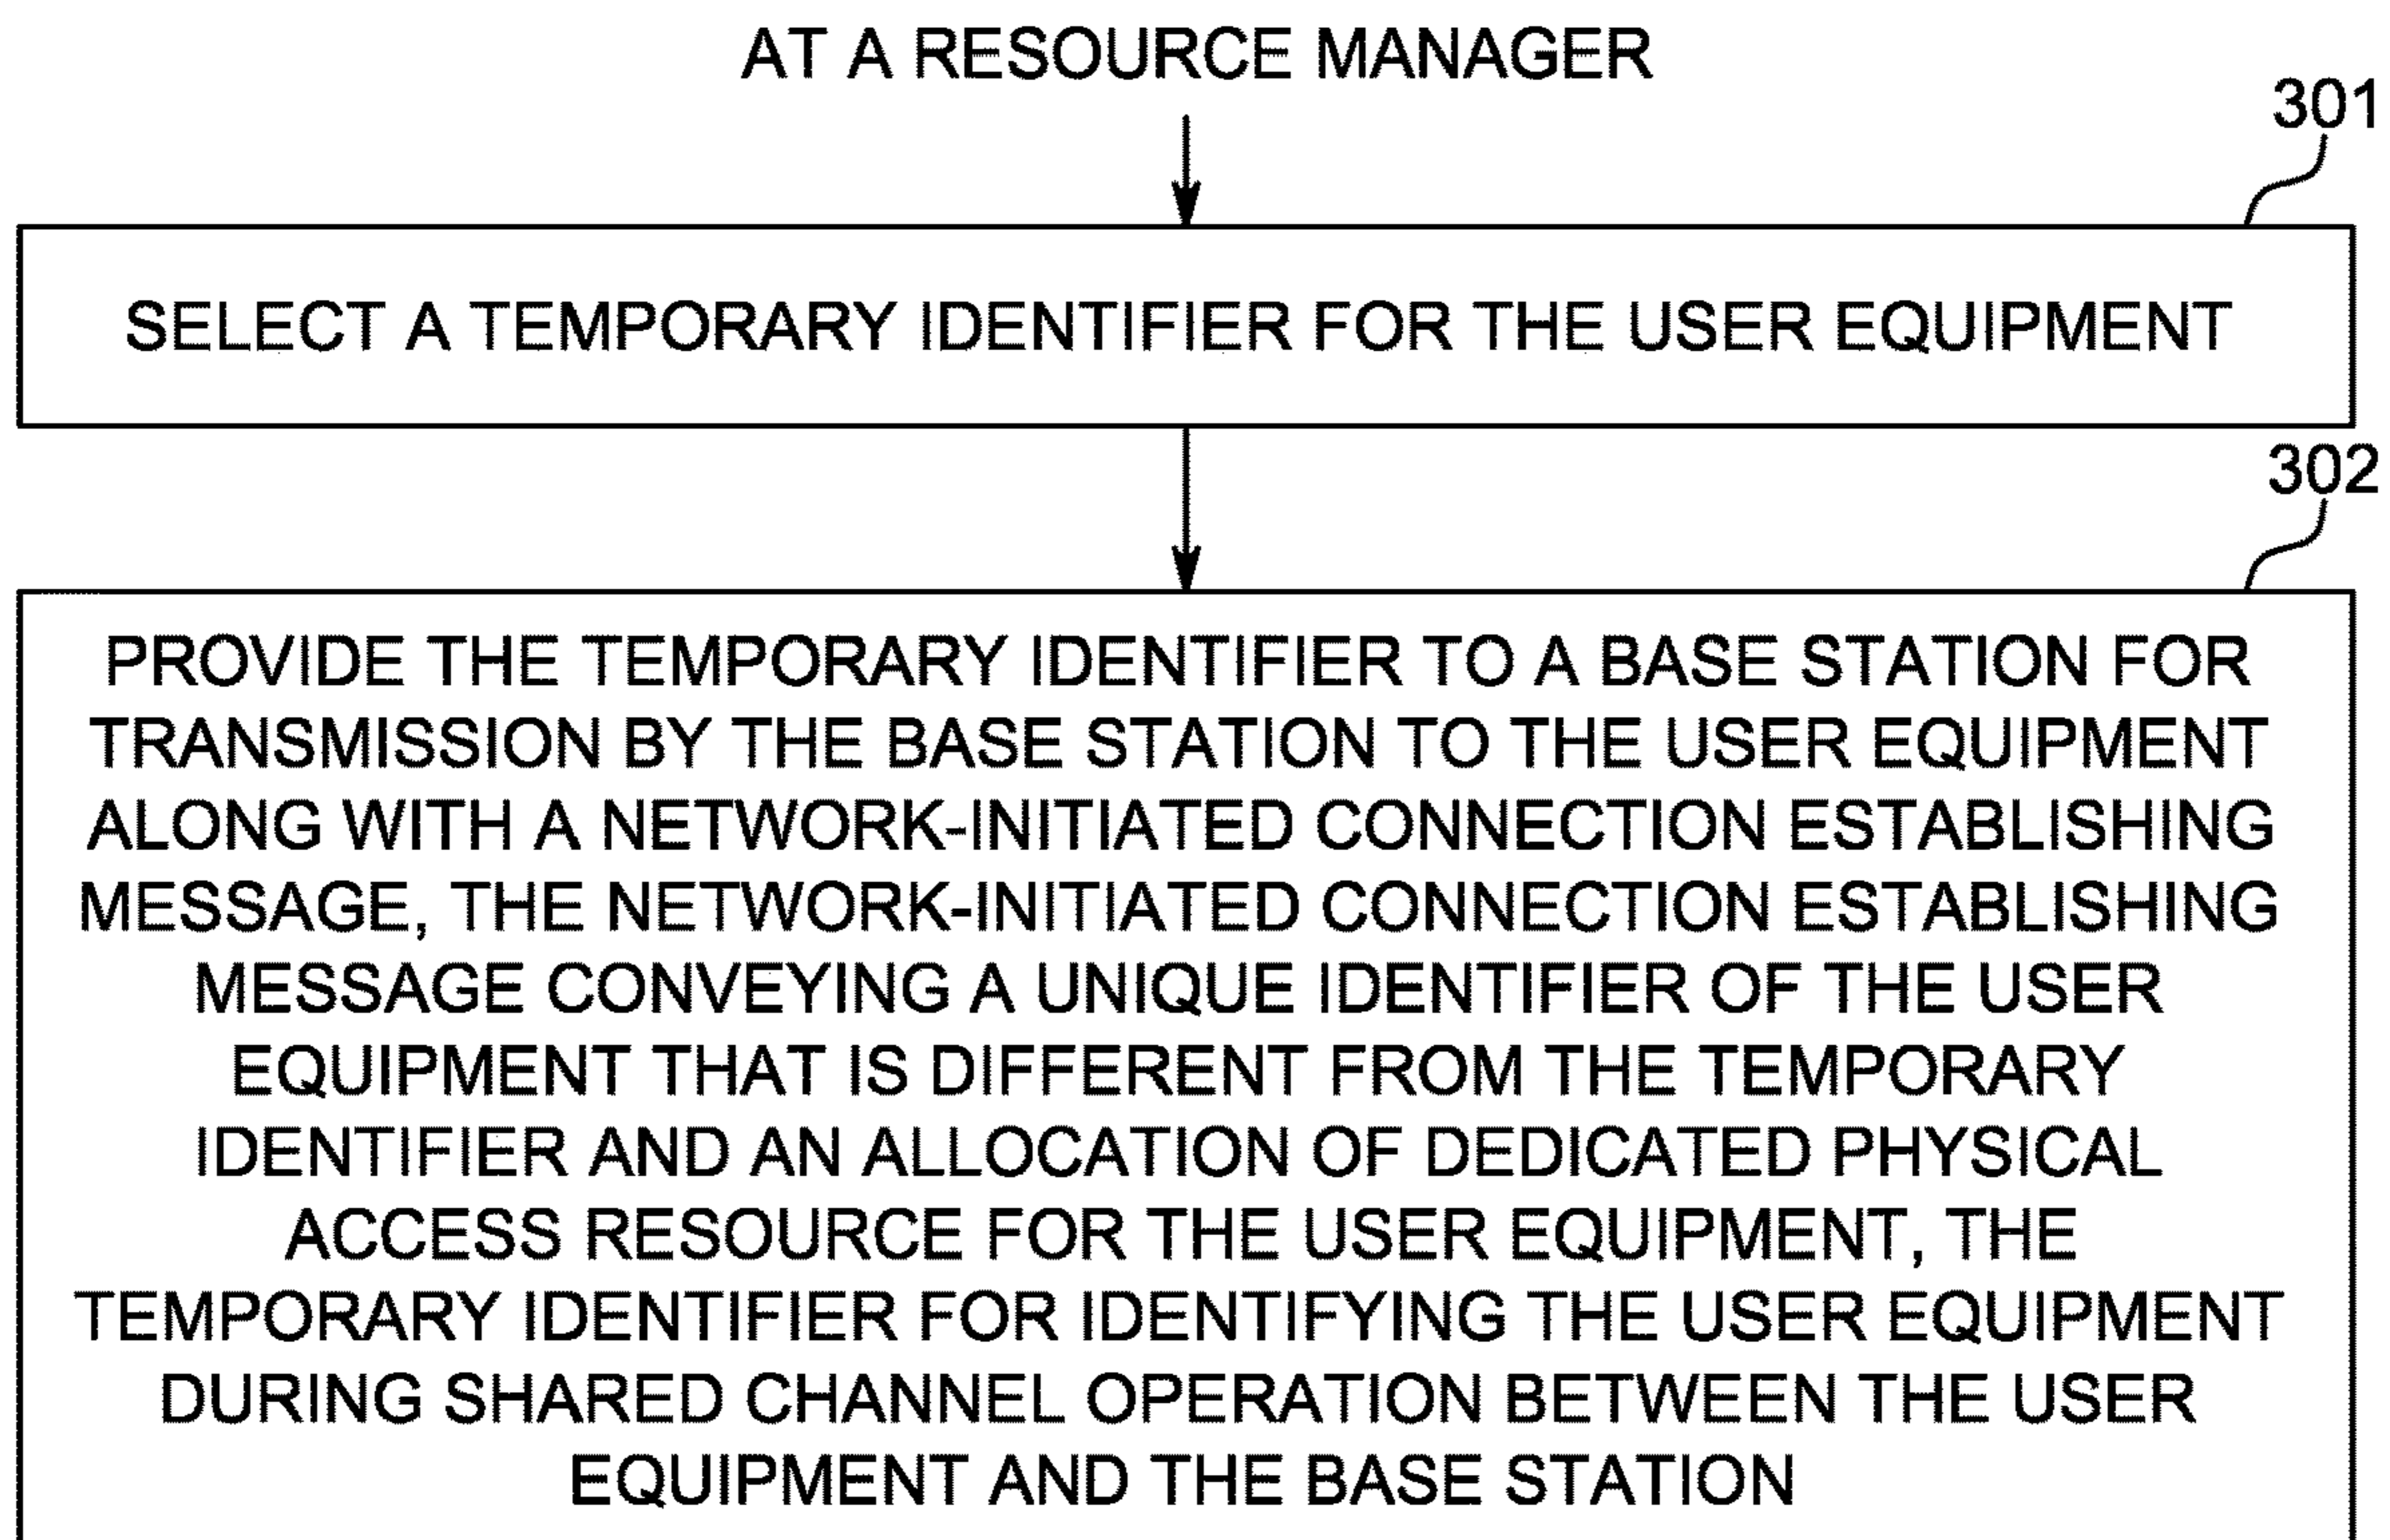 AT A RESOURCE MANAGER
301
SELECT A TEMPORARY IDENTIFIER FOR THE USER EQUIPMENT
302
PROVIDE THE TEMPORARY IDENTIFIER TO A BASE STATION FOR
TRANSMISSION BY THE BASE STATION TO THE USER EQUIPMENT
ALONG WITH A NETWORK-INITIATED CONNECTION ESTABLISHING
MESSAGE, THE NETWORK-INITIATED CONNECTION ESTABLISHING
MESSAGE CONVEYING A UNIQUE IDENTIFIER OF THE USER
EQUIPMENT THAT IS DIFFERENT FROM THE TEMPORARY
IDENTIFIER AND AN ALLOCATION OF DEDICATED PHYSICAL
ACCESS RESOURCE FOR THE USER EQUIPMENT, THE
TEMPORARY IDENTIFIER FOR IDENTIFYING THE USER EQUIPMENT
DURING SHARED CHANNEL OPERATION BETWEEN THE USER
EQUIPMENT AND THE BASE STATION